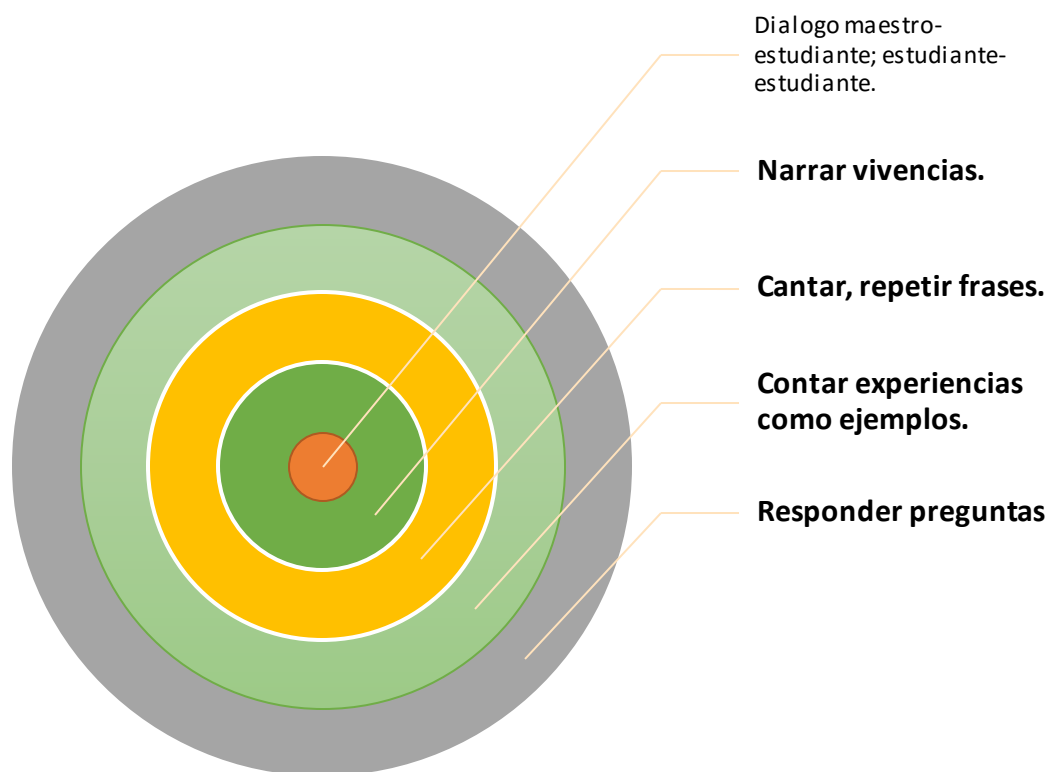 Dialogo maestro-
estudiante; estudiante-
estudiante.
Narrar vivencias.
Cantar, repetir frases.
Contar experiencias
como ejemplos.
Responder preguntas